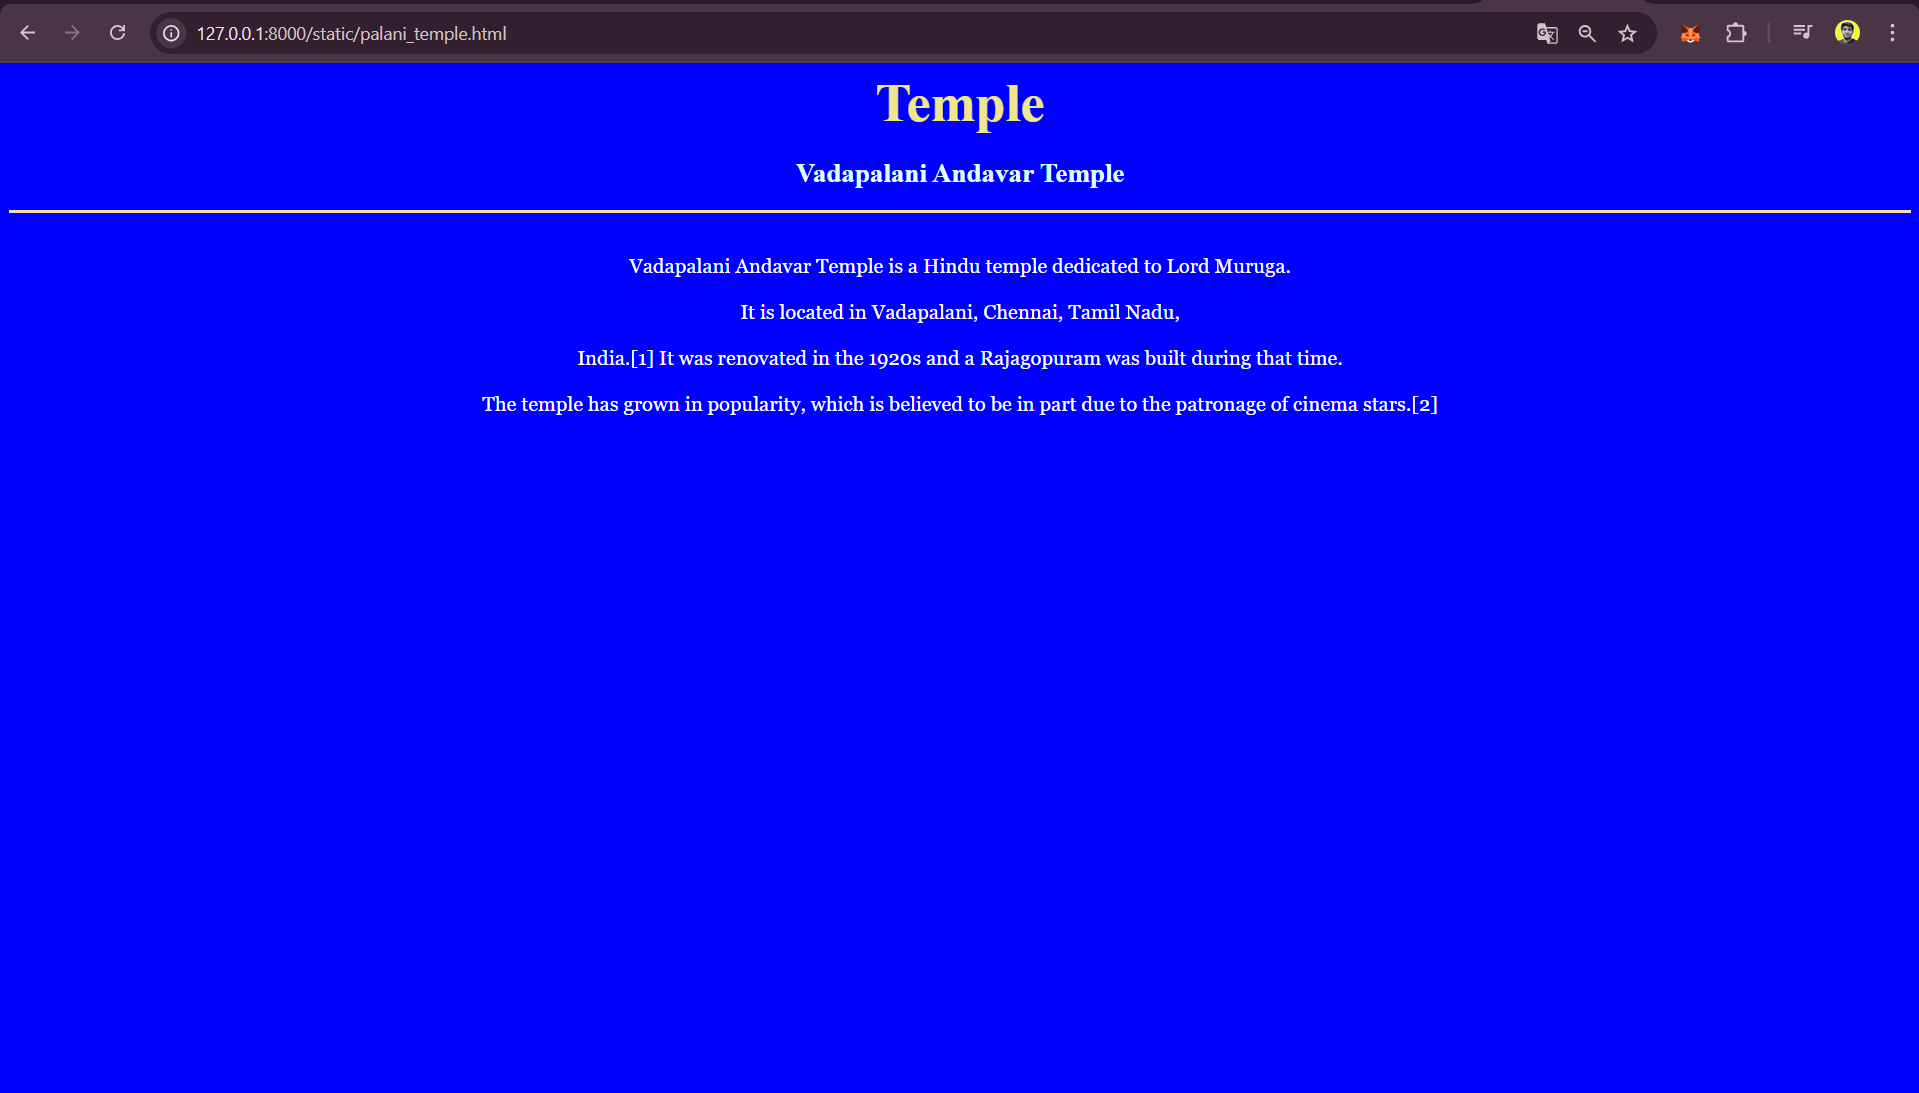 127.0.0.1:8000/static/palani_temple.html
Temple
Vadapalani Andavar Temple
Vadapalani Andavar Temple is a Hindu temple dedicated to Lord Muruga.
It is located in Vadapalani, Chennai, Tamil Nadu,
India.[1] It was renovated in the 1920s and a Rajagopuram was built during that time.
The temple has grown in popularity, which is believed to be in part due to the patronage of cinema stars.[2]